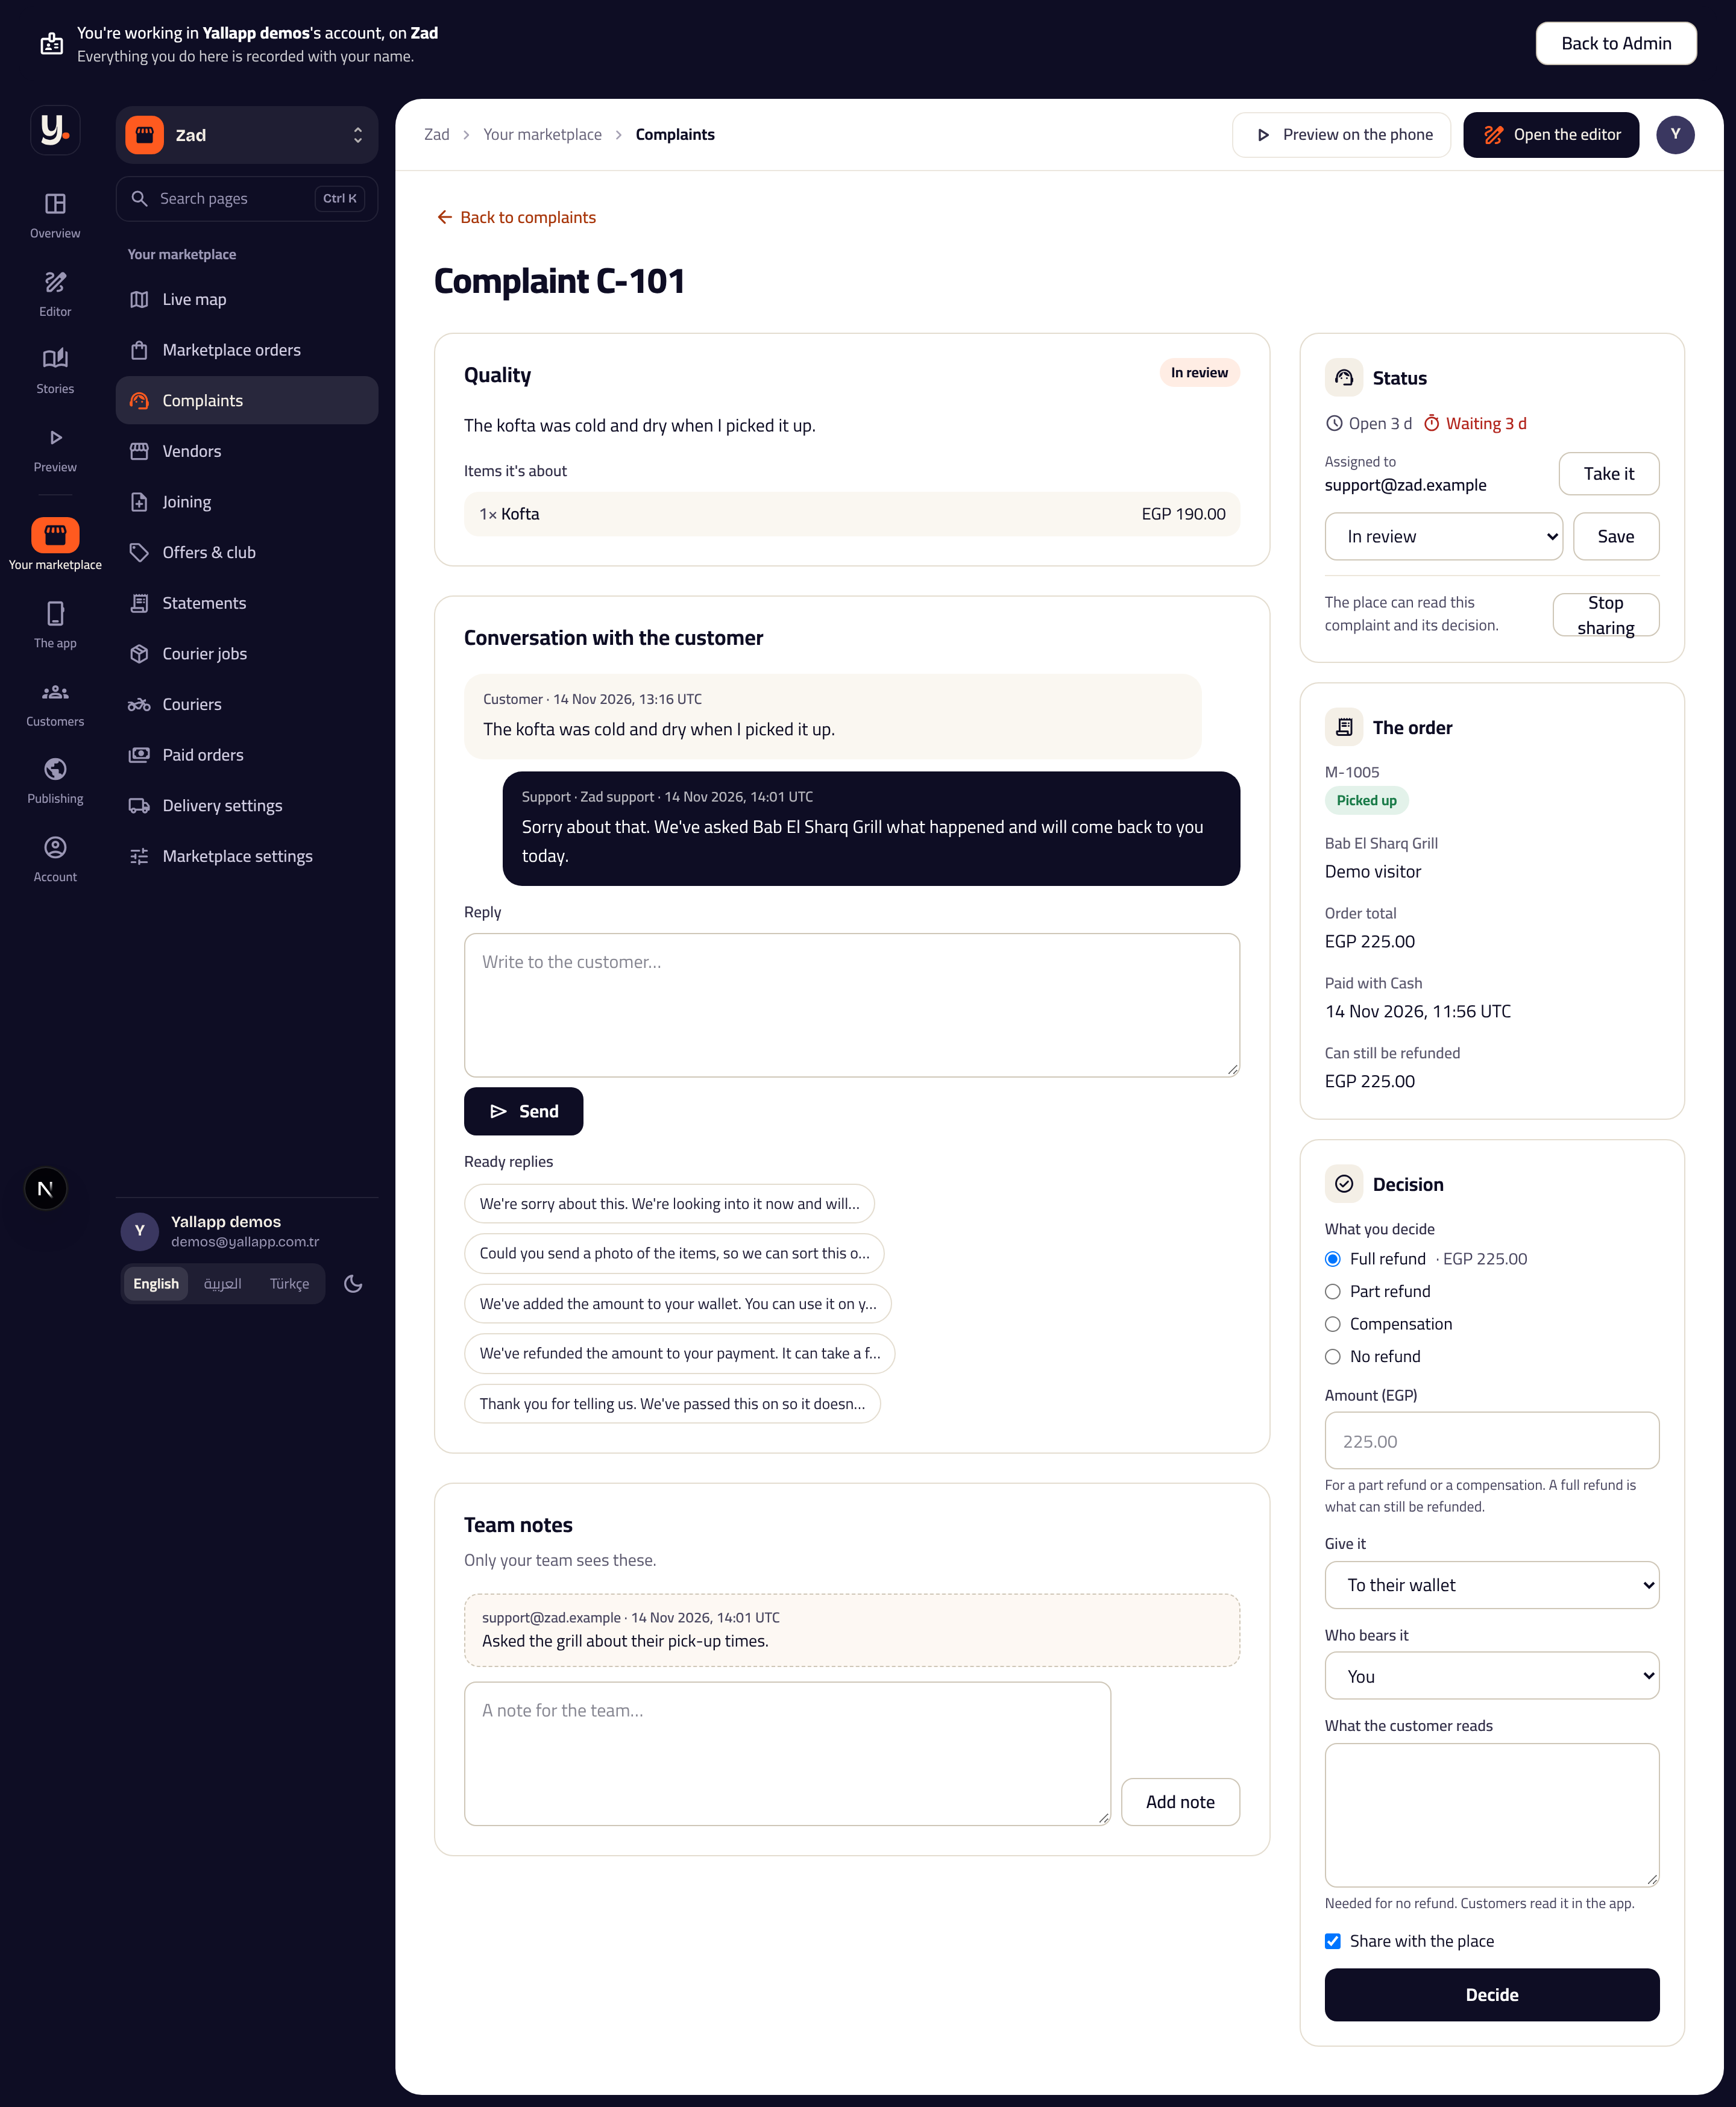 You're working in Yallapp demos's account, on Zad
Everything you do here is recorded with your name.
Back to Admin
y.
Overview
Editor
Stories
Preview
Your marketplace
The app
Customers
Publishing
Account
N
Zad
Search pages
Ctrl K
Your marketplace
Live map
Marketplace orders
Complaints
Vendors
Joining
Offers & club
Statements
Courier jobs
Couriers
Paid orders
Delivery settings
Marketplace settings
Y
Yallapp demos
demos@yallapp.com.tr
English
العربية
Türkçe
Zad > Your marketplace > Complaints
Preview on the phone
Open the editor
Y
Back to complaints
Complaint C-101
Quality
In review
The kofta was cold and dry when I picked it up.
Items it's about
1× Kofta
EGP 190.00
Conversation with the customer
Customer · 14 Nov 2026, 13:16 UTC
The kofta was cold and dry when I picked it up.
Support · Zad support · 14 Nov 2026, 14:01 UTC
Sorry about that. We've asked Bab El Sharq Grill what happened and will come back to you
today.
Reply
Write to the customer...
Send
Ready replies
We're sorry about this. We're looking into it now and will...
Could you send a photo of the items, so we can sort this o...
We've added the amount to your wallet. You can use it on y...
We've refunded the amount to your payment. It can take a f...
Thank you for telling us. We've passed this on so it doesn...
Team notes
Only your team sees these.
support@zad.example · 14 Nov 2026, 14:01 UTC
Asked the grill about their pick-up times.
A note for the team...
Add note
Status
Open 3 d
Waiting 3 d
Assigned to
support@zad.example
Take it
In review
Save
The place can read this
complaint and its decision.
Stop
sharing
The order
M-1005
Picked up
Bab El Sharq Grill
Demo visitor
Order total
EGP 225.00
Paid with Cash
14 Nov 2026, 11:56 UTC
Can still be refunded
EGP 225.00
Decision
What you decide
Full refund · EGP 225.00
Part refund
Compensation
No refund
Amount (EGP)
225.00
For a part refund or a compensation. A full refund is
what can still be refunded.
Give it
To their wallet
Who bears it
You
What the customer reads
Needed for no refund. Customers read it in the app.
Share with the place
Decide